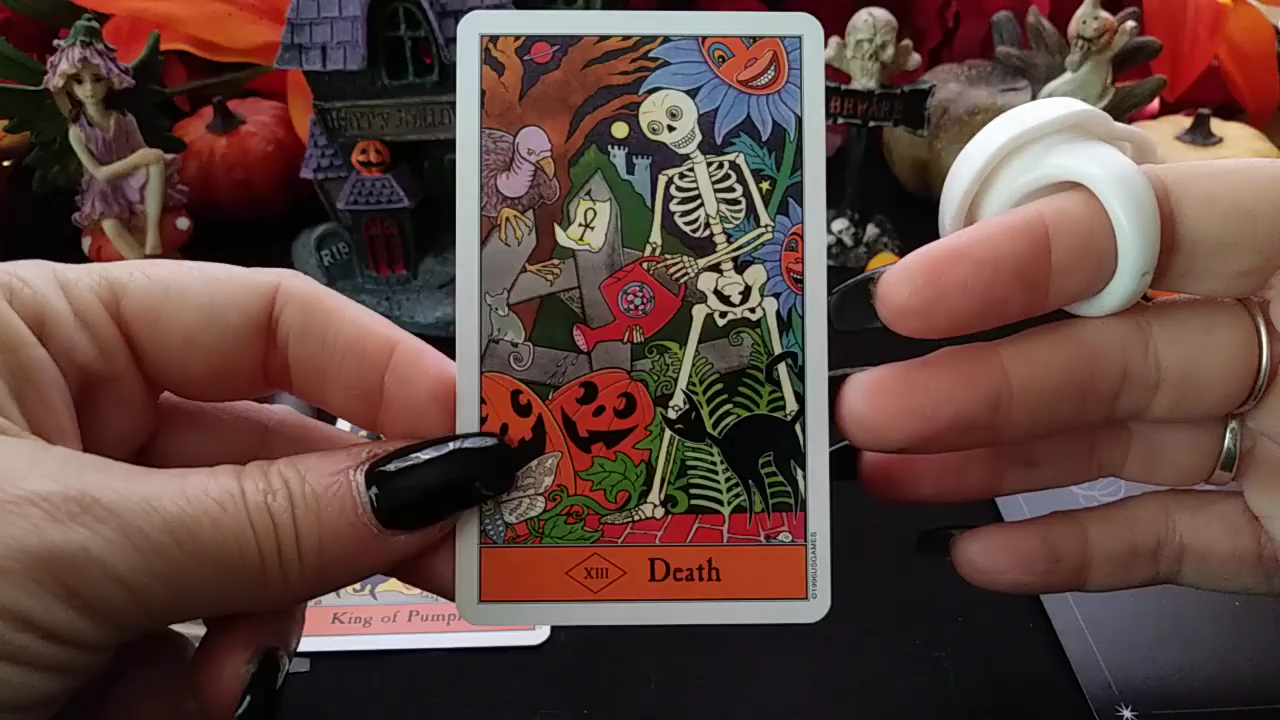 BEWARE
RIP
XIII Death
©1996USGAMES
King of Pump